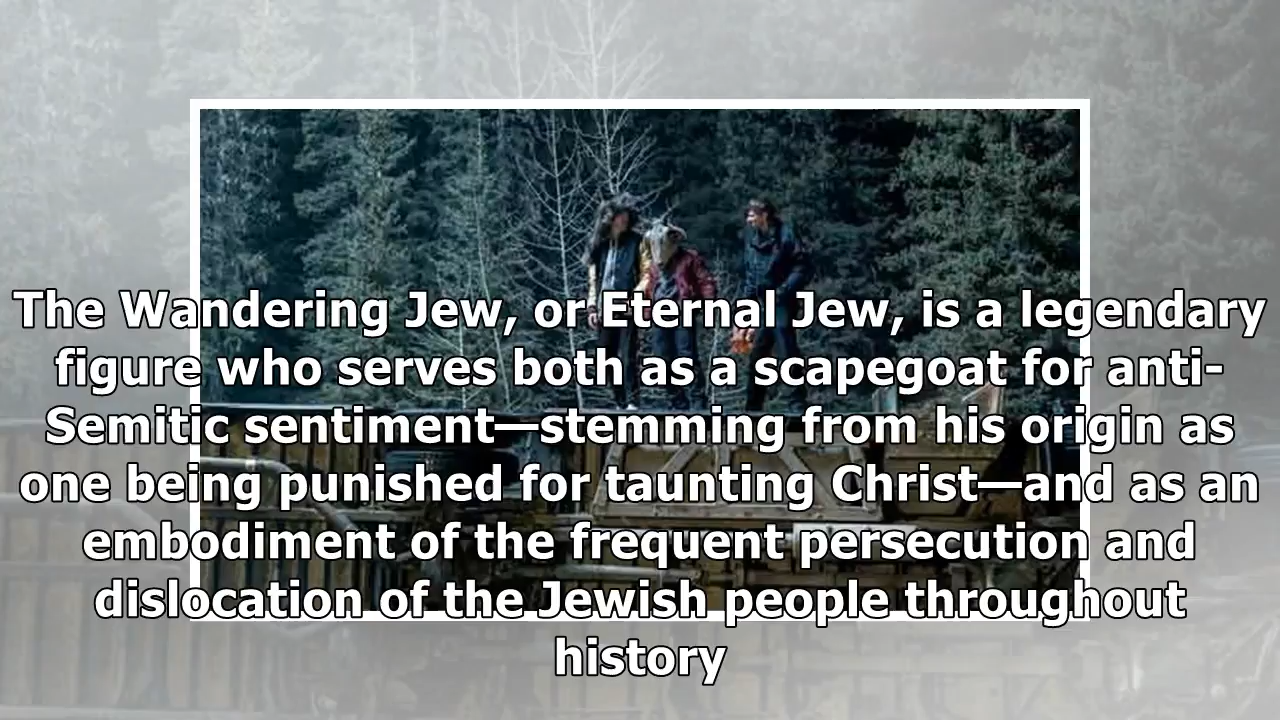 The Wandering Jew, or Eternal Jew, is a legendary
figure who serves both as a scapegoat for anti-
Semitic sentiment—stemming from his origin as
one being punished for taunting Christ—and as an
embodiment of the frequent persecution and
dislocation of the Jewish people throughout
history